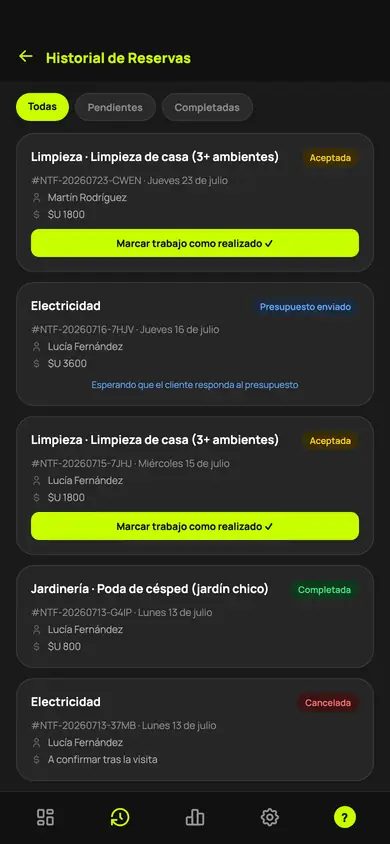 Historial de Reservas
Todas
Pendientes
Completadas
Limpieza · Limpieza de casa (3+ ambientes)
Aceptada
#NTF-20260723-CWEN · Jueves 23 de julio
Martín Rodríguez
$ $U 1800
Marcar trabajo como realizado ✓
Electricidad
Presupuesto enviado
#NTF-20260716-7HJV · Jueves 16 de julio
Lucía Fernández
$ $U 3600
Esperando que el cliente responda al presupuesto
Limpieza · Limpieza de casa (3+ ambientes)
Aceptada
#NTF-20260715-7JHJ · Miércoles 15 de julio
Lucía Fernández
$ $U 1800
Marcar trabajo como realizado ✓
Jardinería · Poda de césped (jardín chico)
Completada
#NTF-20260713-G4IP · Lunes 13 de julio
Lucía Fernández
$ $U 800
Electricidad
Cancelada
#NTF-20260713-37MB · Lunes 13 de julio
Lucía Fernández
$ A confirmar tras la visita
?